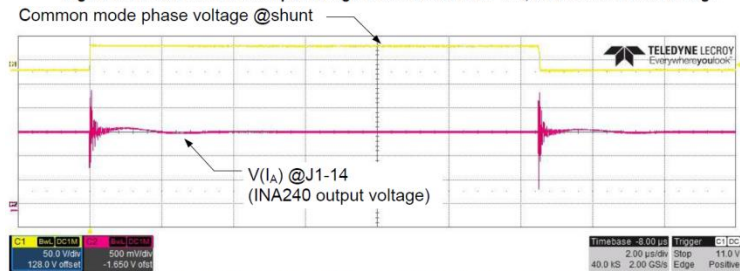 Common mode phase voltage @shunt
TELEDYNE LECROY
Everywhereyoulook
V(IA) @J1-14
(INA240 output voltage)
C1 BwL DC1M C2 BwL DC1M
50.0 V/div 500 mV/div
128.0 V offset -1.650 V ofst
Timebase -8.00 µs Trigger C1 DC
2.00 µs/div Stop 11.0 V
40.0 kS 2.00 GS/s Edge Positive